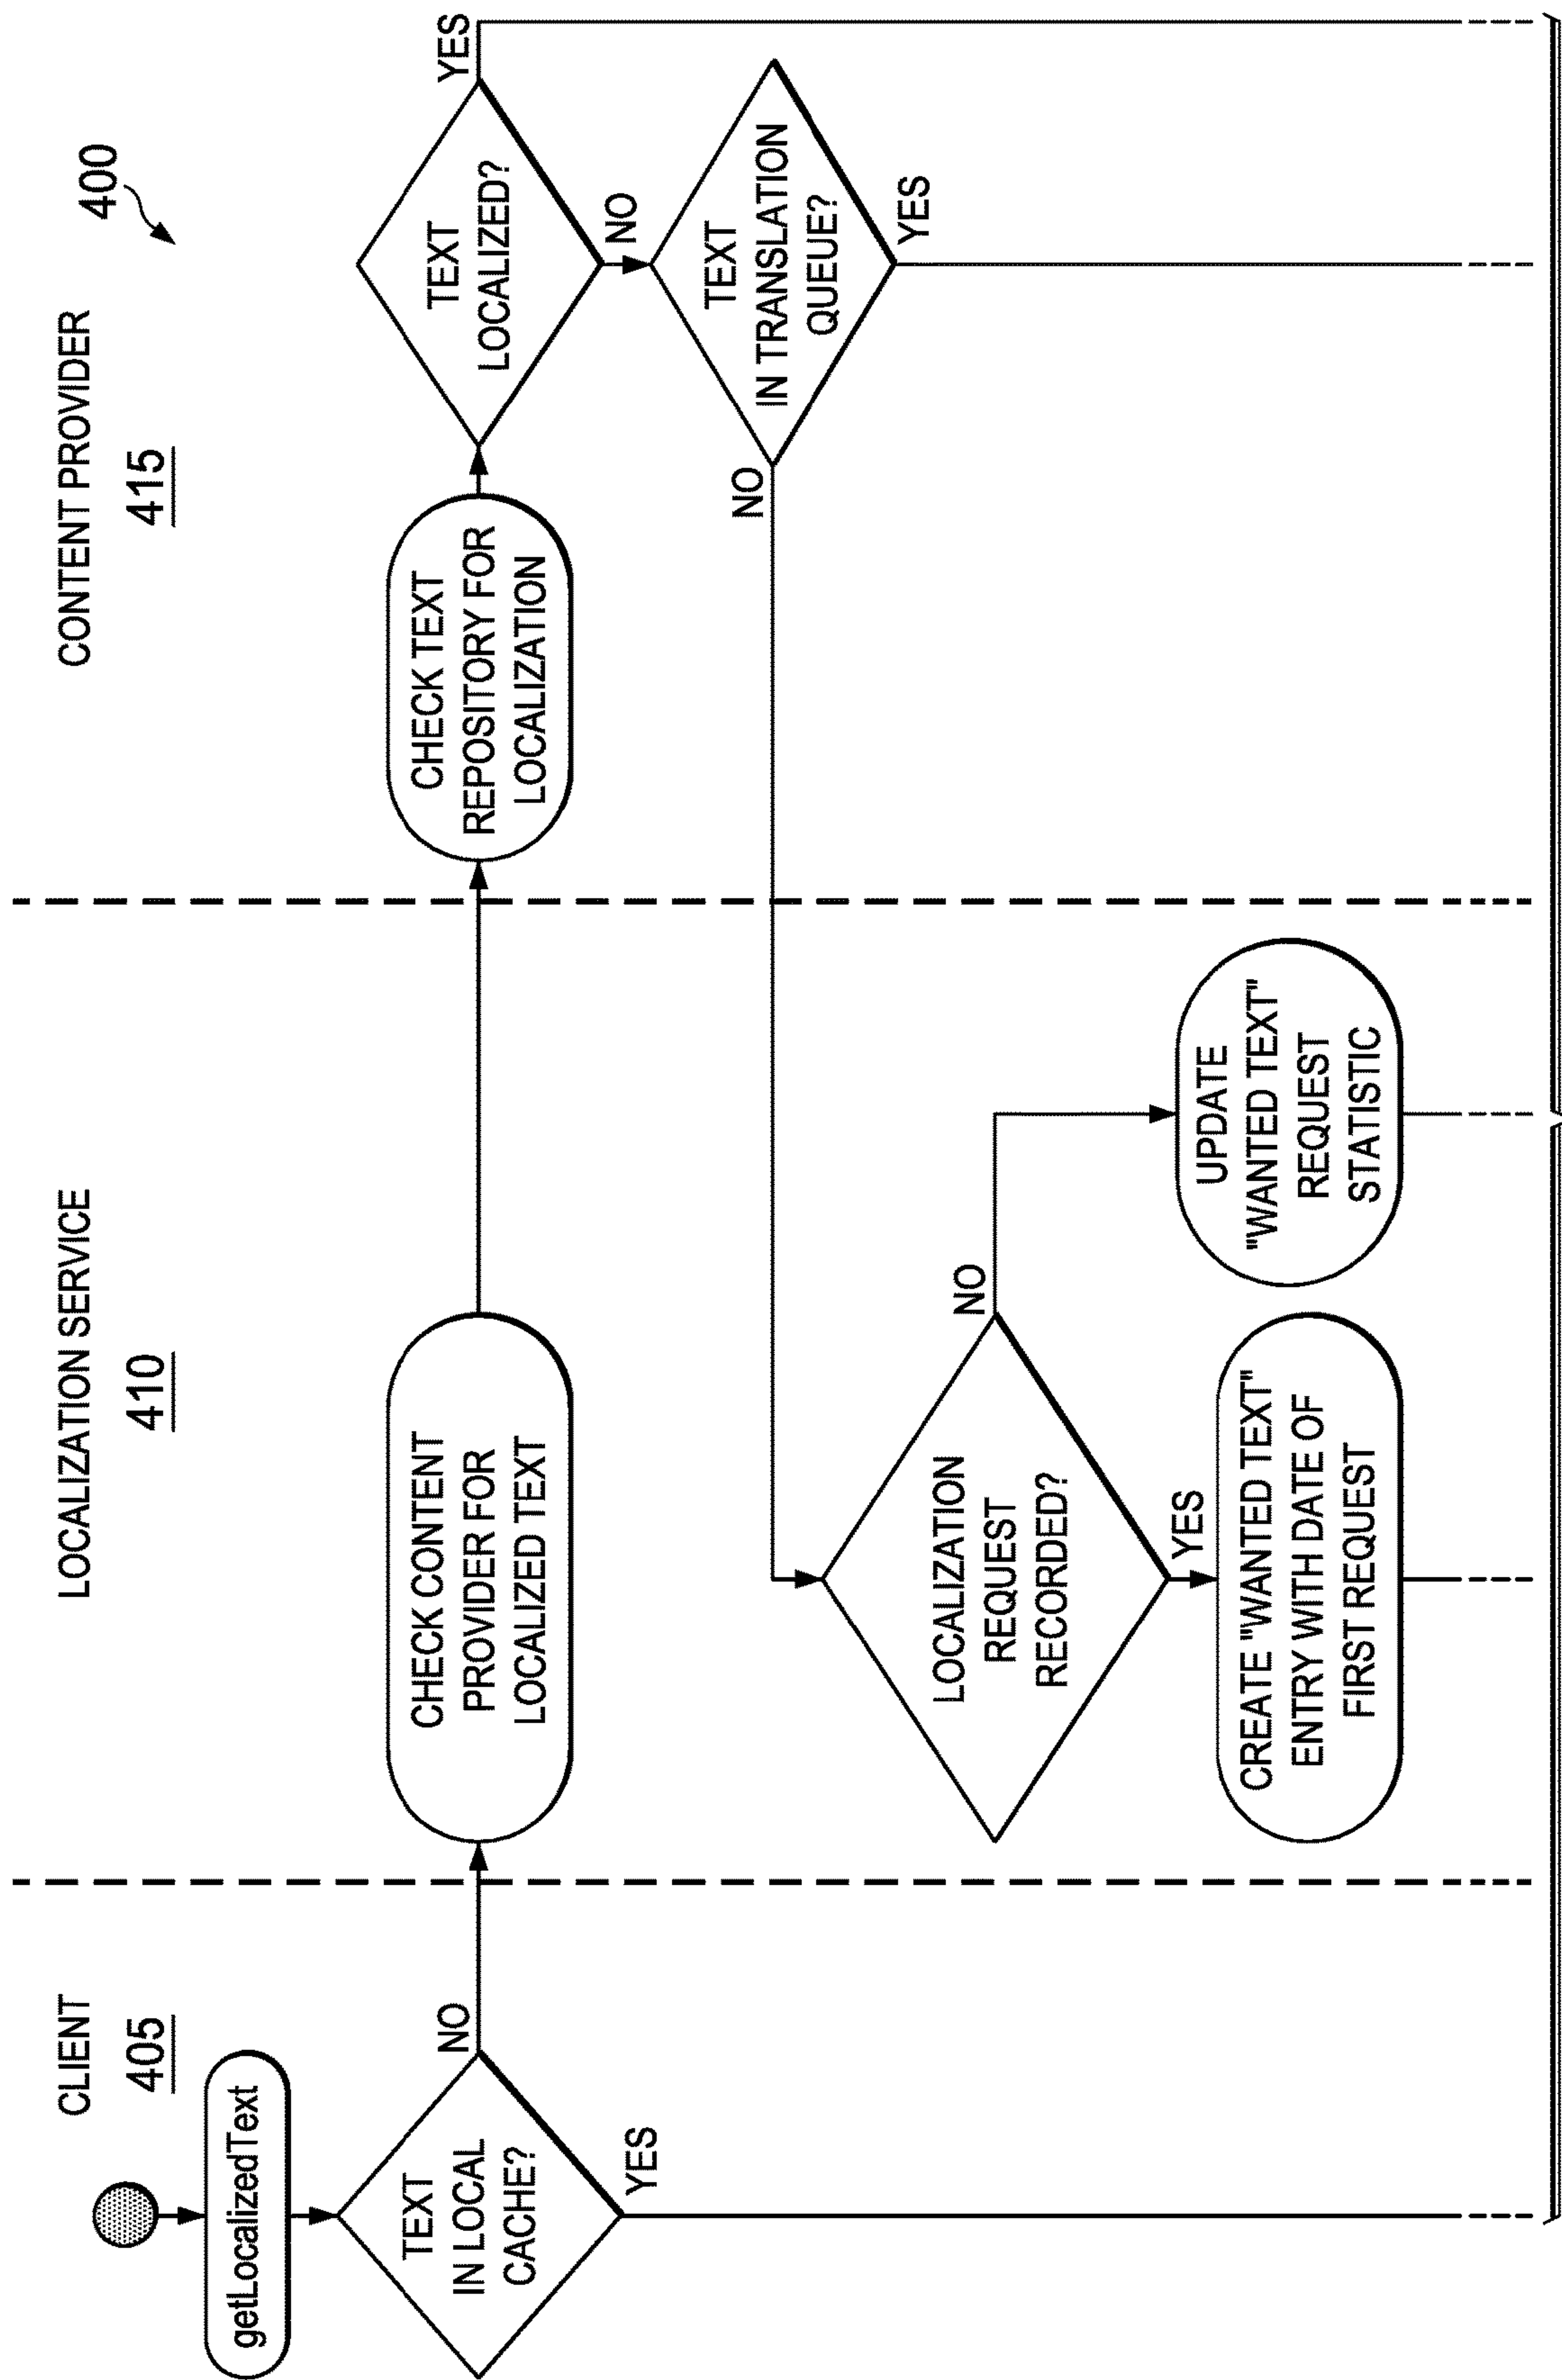 400
CLIENT
405
LOCALIZATION SERVICE
410
CONTENT PROVIDER
415
getLocalizedText
TEXT
IN LOCAL
CACHE?
NO
YES
CHECK CONTENT
PROVIDER FOR
LOCALIZED TEXT
CHECK TEXT
REPOSITORY FOR
LOCALIZATION
TEXT
LOCALIZED?
YES
NO
TEXT
IN TRANSLATION
QUEUE?
NO
YES
LOCALIZATION
REQUEST
RECORDED?
NO
YES
UPDATE
"WANTED TEXT"
REQUEST
STATISTIC
CREATE "WANTED TEXT"
ENTRY WITH DATE OF
FIRST REQUEST